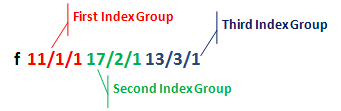 First Index Group
Third Index Group
f 11/1/1 17/2/1 13/3/1
Second Index Group